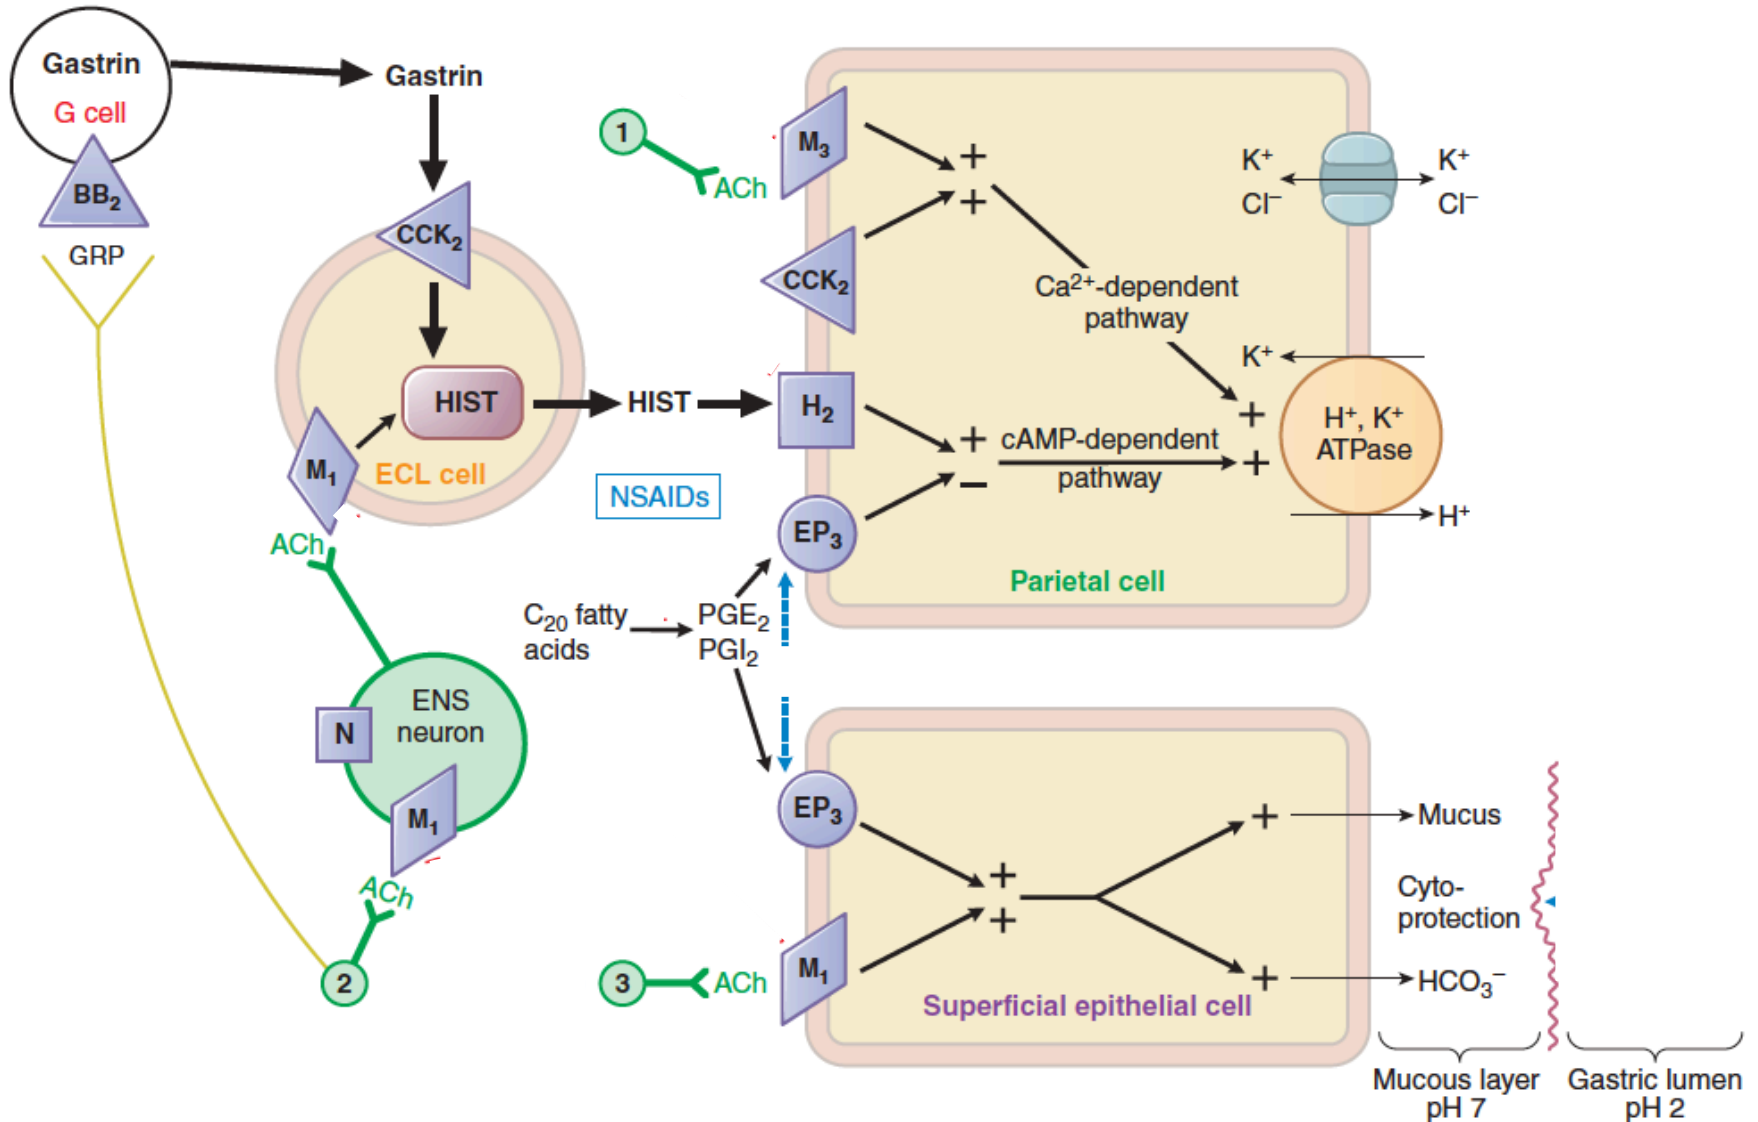 Gastrin
G cell
BB2
GRP
Gastrin
CCK2
HIST
M1
ECL cell
ACh
HIST
NSAIDs
C20 fatty
acids
PGE2
PGI2
ENS
neuron
N
M1
ACh
2
1
ACh
M3
CCK2
H2
EP3
+
+
Ca2+-dependent
pathway
+
−
cAMP-dependent
pathway
+
+
K+
Cl−
K+
Cl−
K+
H+, K+
ATPase
H+
Parietal cell
EP3
3
ACh
M1
+
+
+
+
Superficial epithelial cell
Mucus
Cyto-
protection
HCO3−
Mucous layer
pH 7
Gastric lumen
pH 2